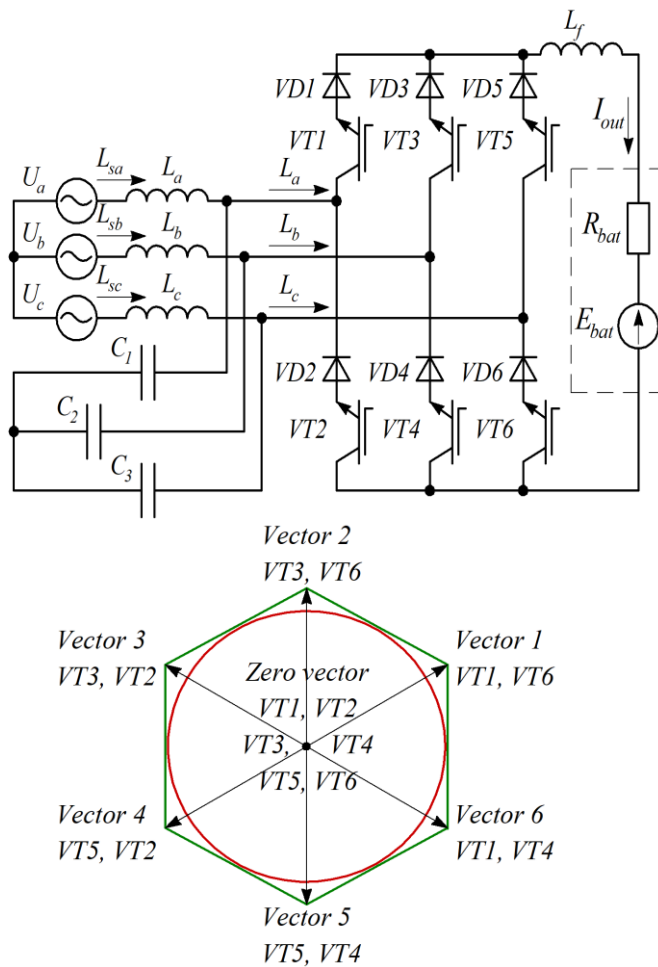 L_f
VD1 VD3 VD5
I_out
VT1 VT3 VT5
U_a L_sa L_a L_a
R_bat
U_b L_sb L_b L_b
U_c L_sc L_c L_c
E_bat
C_1
VD2 VD4 VD6
C_2
VT2 VT4 VT6
C_3
Vector 2
VT3, VT6
Vector 3
VT3, VT2
Vector 1
VT1, VT6
Zero vector
VT1, VT2
VT3, VT4
VT5, VT6
Vector 4
VT5, VT2
Vector 6
VT1, VT4
Vector 5
VT5, VT4